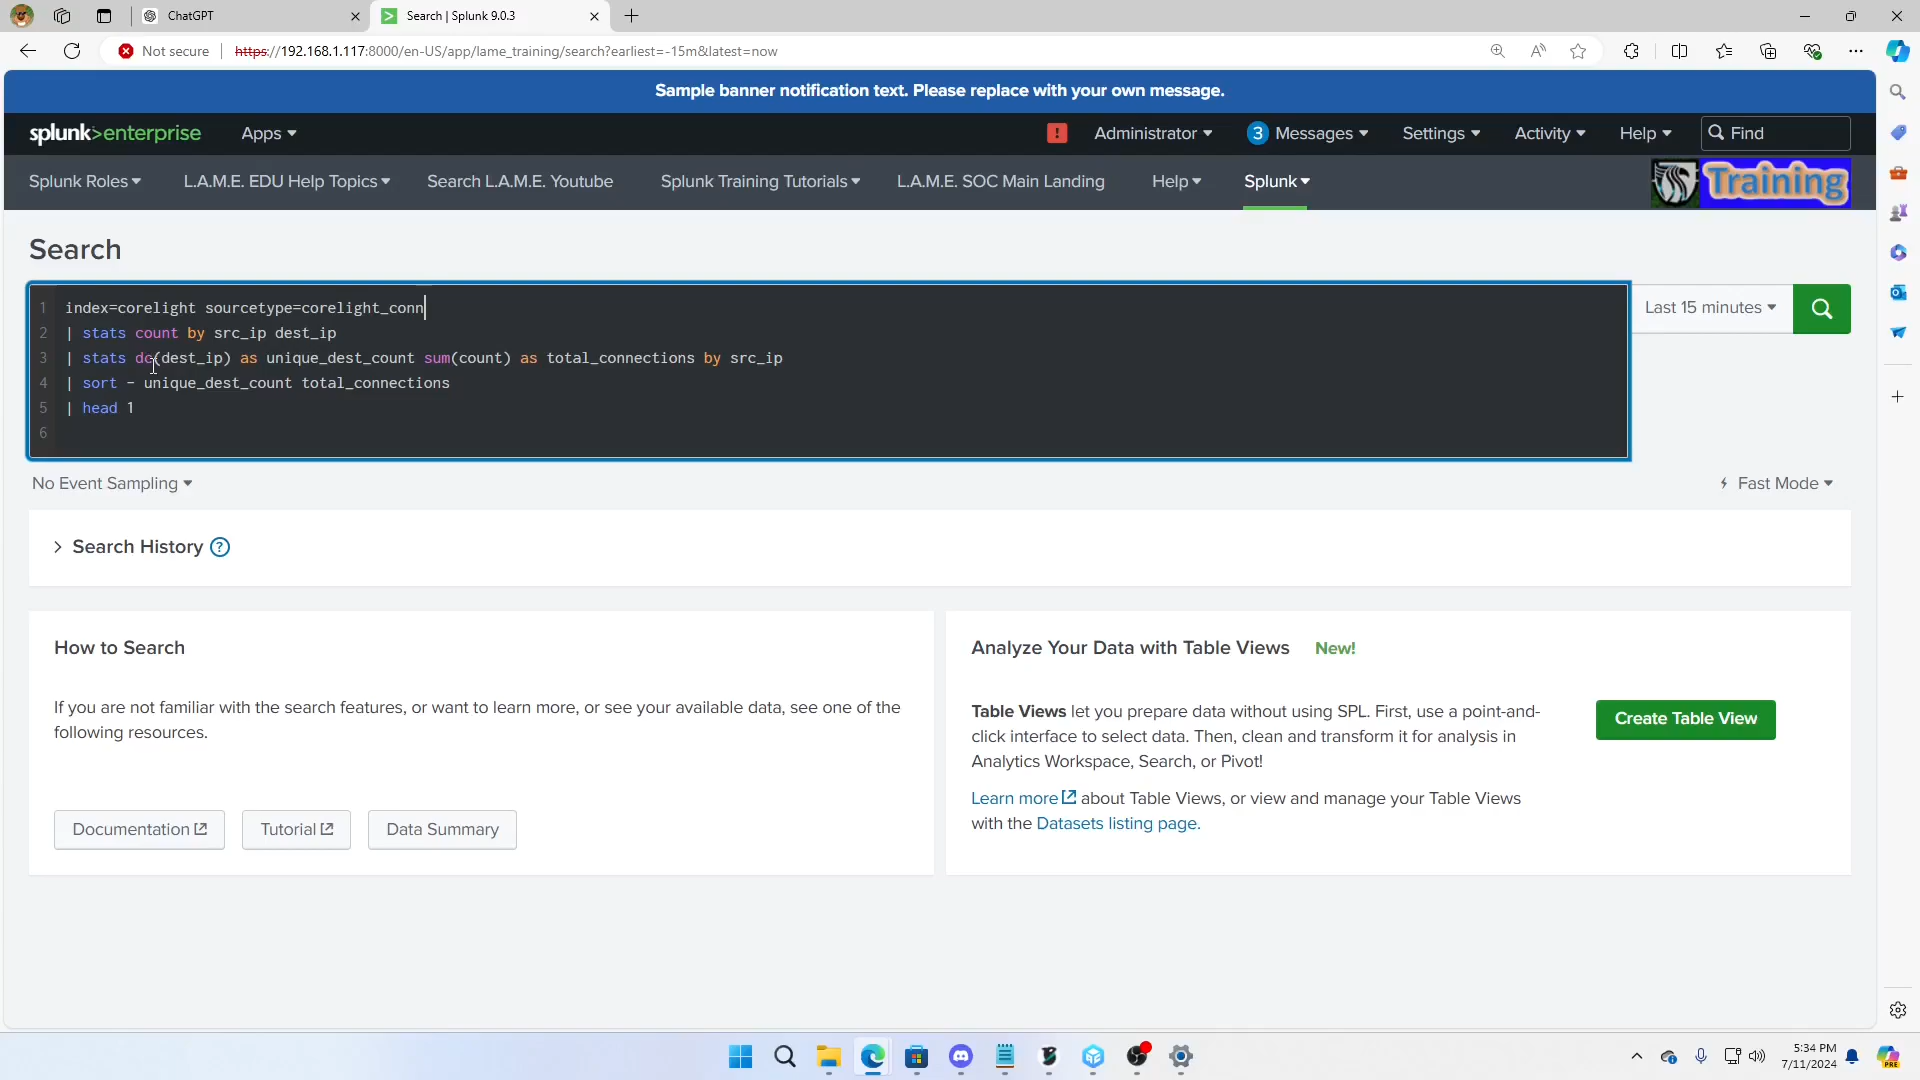 ChatGPT
Search | Splunk 9.0.3
Not secure
https://192.168.1.117:8000/en-US/app/lame_training/search?earliest=-15m&latest=now
Sample banner notification text. Please replace with your own message.
splunk>enterprise
Apps
!
Administrator
3 Messages
Settings
Activity
Help
Find
Splunk Roles
L.A.M.E. EDU Help Topics
Search L.A.M.E. Youtube
Splunk Training Tutorials
L.A.M.E. SOC Main Landing
Help
Splunk
Training
Search
1 index=corelight sourcetype=corelight_conn
2 | stats count by src_ip dest_ip
3 | stats dc(dest_ip) as unique_dest_count sum(count) as total_connections by src_ip
4 | sort - unique_dest_count total_connections
5 | head 1
6
Last 15 minutes
No Event Sampling
Fast Mode
Search History ?
How to Search
If you are not familiar with the search features, or want to learn more, or see your available data, see one of the
following resources.
Documentation
Tutorial
Data Summary
Analyze Your Data with Table Views New!
Table Views let you prepare data without using SPL. First, use a point-and-
click interface to select data. Then, clean and transform it for analysis in
Analytics Workspace, Search, or Pivot!
Learn more about Table Views, or view and manage your Table Views
with the Datasets listing page.
Create Table View
5:34 PM
7/11/2024
PRE